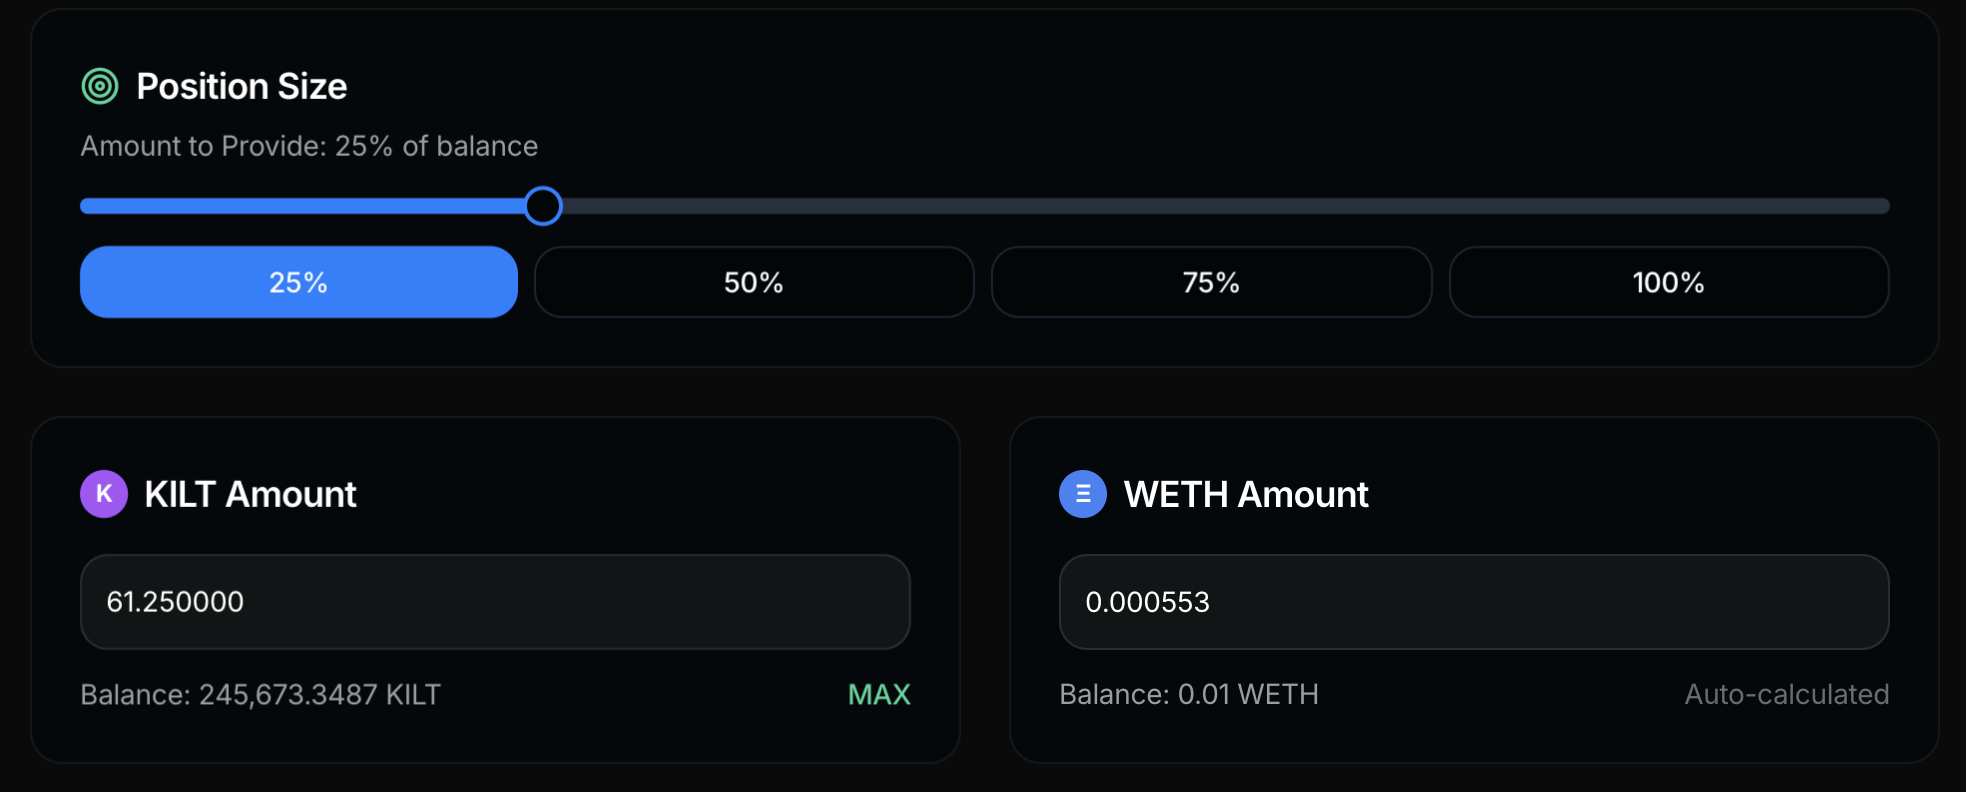 Position Size
Amount to Provide: 25% of balance
25% 50% 75% 100%
K KILT Amount
61.250000
Balance: 245,673.3487 KILT MAX
Ξ WETH Amount
0.000553
Balance: 0.01 WETH Auto-calculated